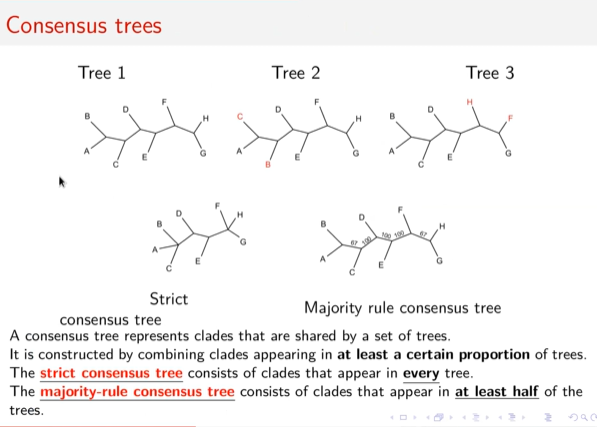 Consensus trees
Tree 1
Tree 2
Tree 3
B
D
F
H
A
C
E
G
C
D
F
H
A
B
E
G
B
D
H
F
A
C
E
G
B
D
F
H
A
C
E
G
B
D
F
H
A
C
E
G
67
100
100
100
67
Strict
consensus tree
Majority rule consensus tree
A consensus tree represents clades that are shared by a set of trees.
It is constructed by combining clades appearing in at least a certain proportion of trees.
The strict consensus tree consists of clades that appear in every tree.
The majority-rule consensus tree consists of clades that appear in at least half of the
trees.